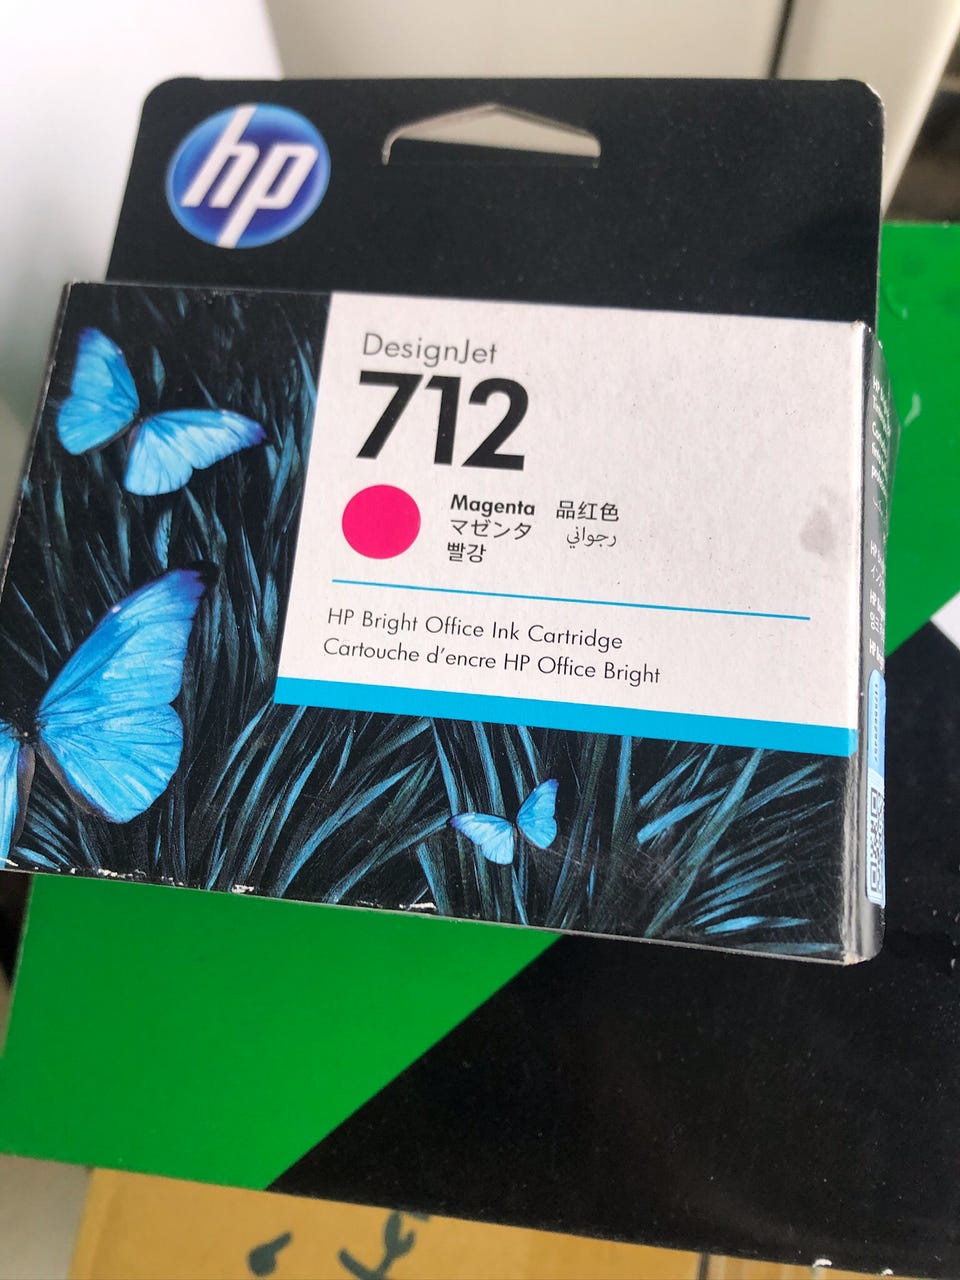 hp
DesignJet
712
Magenta 品红色
マゼンタ رجواني
빨강
HP Bright Office Ink Cartridge
Cartouche d'encre HP Office Bright